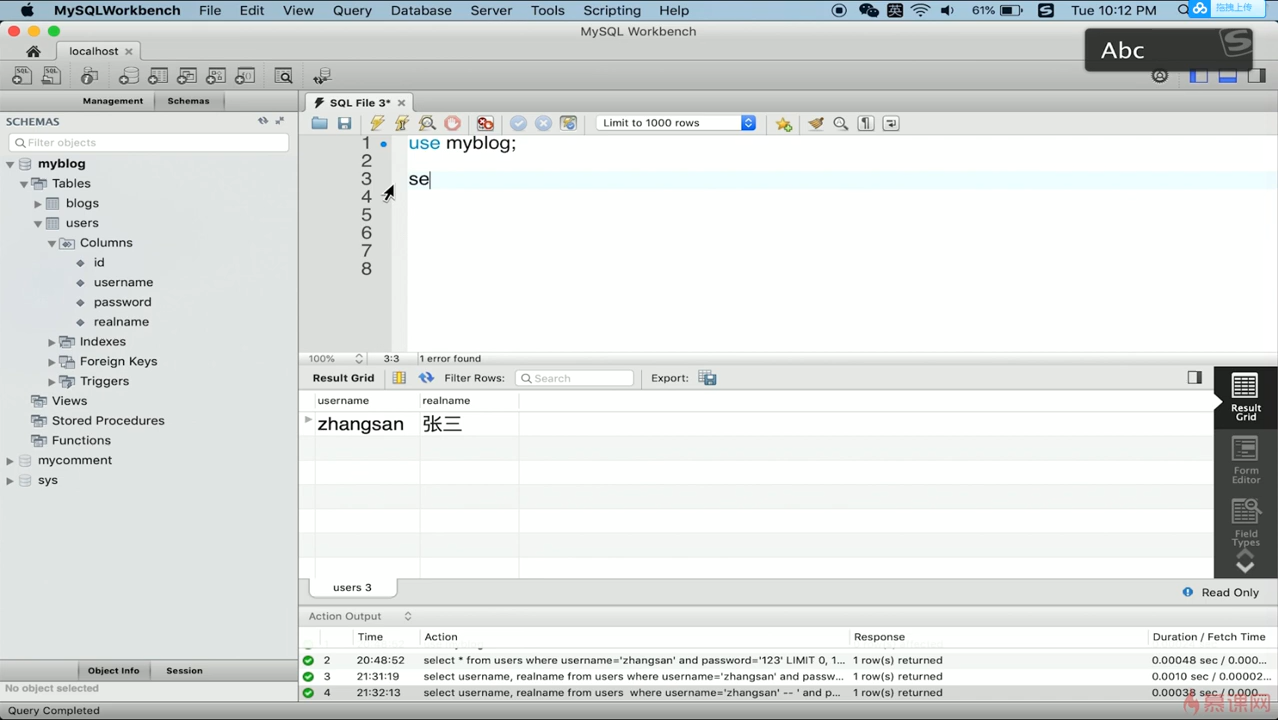 MySQLWorkbench File Edit View Query Database Server Tools Scripting Help 英 61% Tue 10:12 PM 拖拽上传
MySQL Workbench
localhost
Abc
Management Schemas
SQL File 3*
SCHEMAS
Limit to 1000 rows
Filter objects
1 use myblog;
2
3 se
4
5
6
7
8
myblog
Tables
blogs
users
Columns
id
username
password
realname
Indexes
Foreign Keys
Triggers
Views
Stored Procedures
Functions
mycomment
sys
100% 3:3 1 error found
Result Grid Filter Rows: Search Export:
username realname
zhangsan 张三
Result Grid
Form Editor
Field Types
users 3
Read Only
Action Output
Time Action Response Duration / Fetch Time
2 20:48:52 select * from users where username='zhangsan' and password='123' LIMIT 0, 1... 1 row(s) returned 0.00048 sec / 0.000...
3 21:31:19 select username, realname from users where username='zhangsan' and passw... 1 row(s) returned 0.0010 sec / 0.00002...
4 21:32:13 select username, realname from users where username='zhangsan' -- ' and p... 1 row(s) returned 0.00038 sec / 0.000...
Object Info Session
No object selected
Query Completed
慕课网